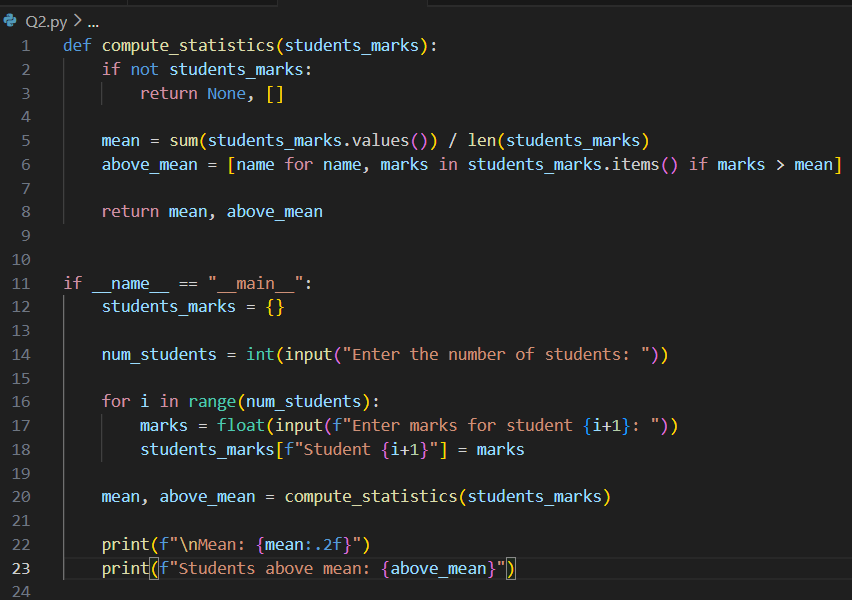 Q2.py > ...
1 def compute_statistics(students_marks):
2     if not students_marks:
3         return None, []
4
5     mean = sum(students_marks.values()) / len(students_marks)
6     above_mean = [name for name, marks in students_marks.items() if marks > mean]
7
8     return mean, above_mean
9
10
11 if __name__ == "__main__":
12     students_marks = {}
13
14     num_students = int(input("Enter the number of students: "))
15
16     for i in range(num_students):
17         marks = float(input(f"Enter marks for student {i+1}: "))
18         students_marks[f"Student {i+1}"] = marks
19
20     mean, above_mean = compute_statistics(students_marks)
21
22     print(f"\nMean: {mean:.2f}")
23     print(f"Students above mean: {above_mean}")
24